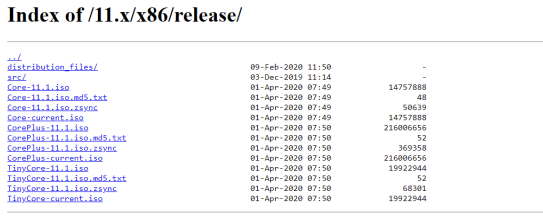 Index of /11.x/x86/release/
../
distribution_files/ 09-Feb-2020 11:50 -
src/ 03-Dec-2019 11:14 -
Core-11.1.iso 01-Apr-2020 07:49 14757888
Core-11.1.iso.md5.txt 01-Apr-2020 07:49 48
Core-11.1.iso.zsync 01-Apr-2020 07:49 50639
Core-current.iso 01-Apr-2020 07:49 14757888
CorePlus-11.1.iso 01-Apr-2020 07:50 216006656
CorePlus-11.1.iso.md5.txt 01-Apr-2020 07:50 52
CorePlus-11.1.iso.zsync 01-Apr-2020 07:50 369358
CorePlus-current.iso 01-Apr-2020 07:50 216006656
TinyCore-11.1.iso 01-Apr-2020 07:50 19922944
TinyCore-11.1.iso.md5.txt 01-Apr-2020 07:50 52
TinyCore-11.1.iso.zsync 01-Apr-2020 07:50 68301
TinyCore-current.iso 01-Apr-2020 07:50 19922944